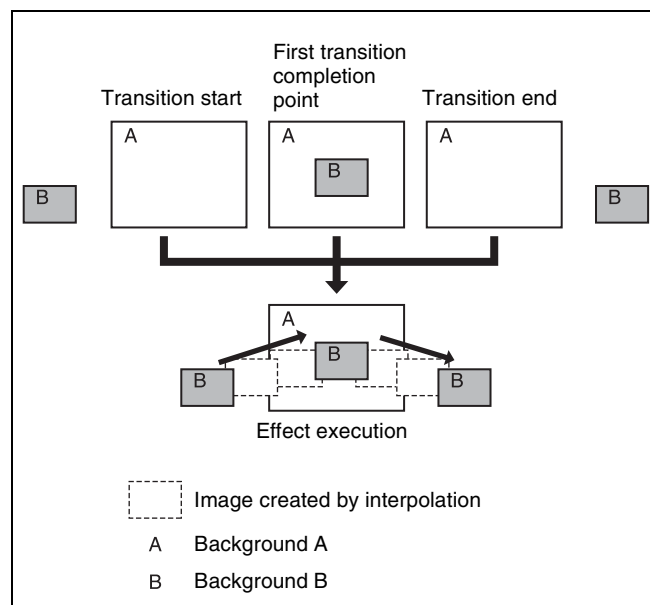 First transition
completion
point
Transition start
Transition end
A
A
A
B
B
B
A
B
B
B
Effect execution
Image created by interpolation
A Background A
B Background B